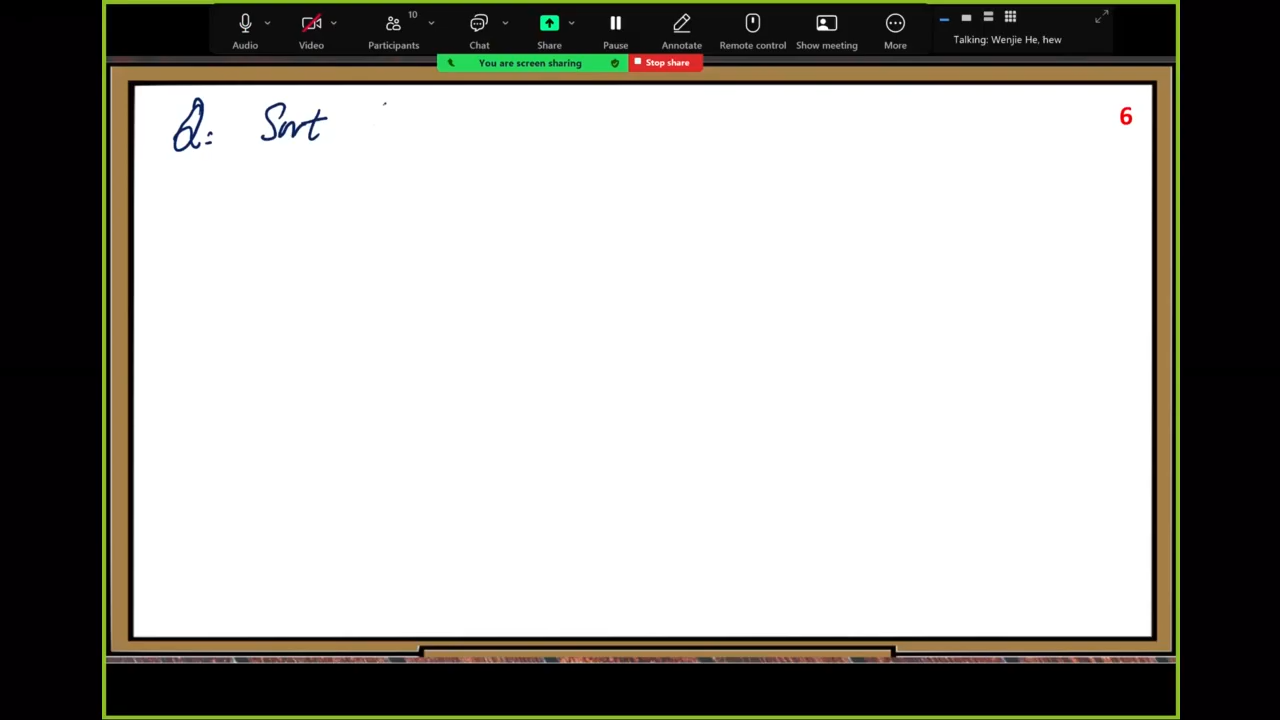 10
Audio Video Participants Chat Share Pause Annotate Remote control Show meeting More
Talking: Wenjie He, hew
You are screen sharing Stop share
Q: Sort
6